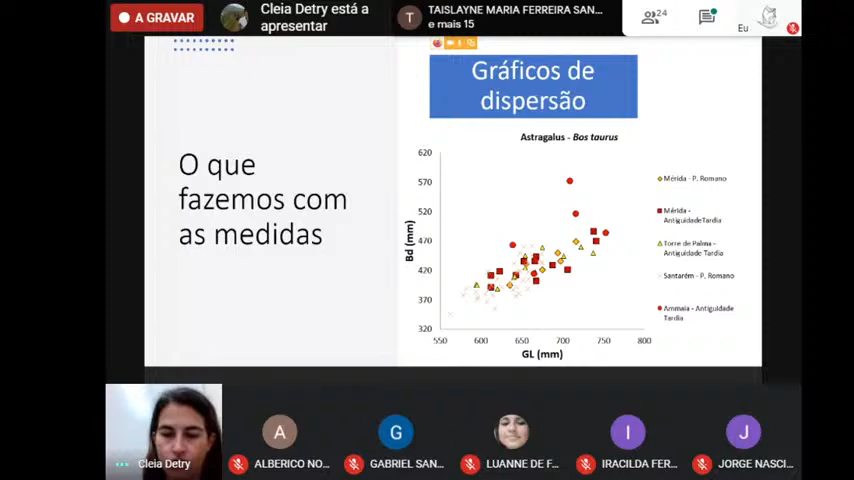 A GRAVAR
Cleia Detry está a
apresentar
T
TAISLAYNE MARIA FERREIRA SAN...
e mais 15
24
Eu
Gráficos de
dispersão
O que
fazemos com
as medidas
Astragalus - Bos taurus
620
570
520
470
420
370
320
Bd (mm)
550
600
650
700
750
800
GL (mm)
Mérida - P. Romano
Mérida -
AntiguidadeTardia
Torre de Palma -
Antiguidade Tardia
Santarém - P. Romano
Ammaia - Antiguidade
Tardia
Cleia Detry
A
ALBERICO NO...
G
GABRIEL SAN...
LUANNE DE F...
I
IRACILDA FER...
J
JORGE NASCI...